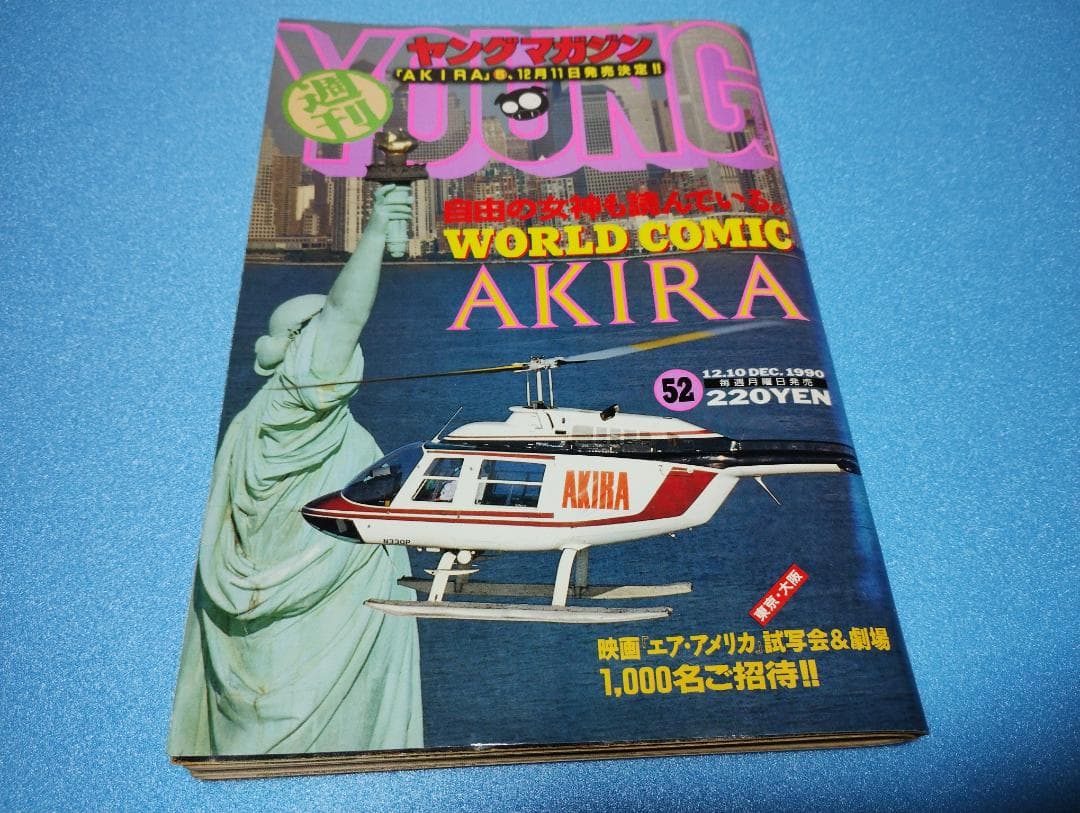 ヤングマガジン
『AKIRA』⑤、12月11日発売決定!!
週刊
YOUNG
自由の女神も読んでいる。
WORLD COMIC
AKIRA
52
12.10 DEC. 1990
毎週月曜日発売
220YEN
AKIRA
N330P
東京・大阪
映画『エア・アメリカ』試写会&劇場
1,000名ご招待!!